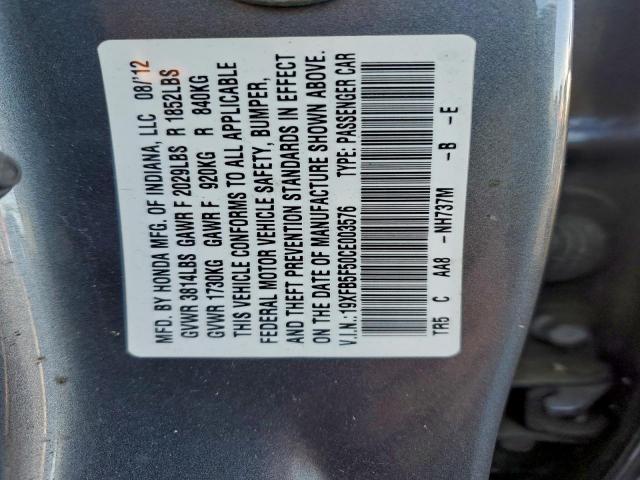 MFD. BY HONDA MFG. OF INDIANA, LLC 08/'12
GVWR 3814LBS GAWR F 2029LBS R 1852LBS
GVWR 1730KG GAWR F 920KG R 840KG
THIS VEHICLE CONFORMS TO ALL APPLICABLE
FEDERAL MOTOR VEHICLE SAFETY, BUMPER,
AND THEFT PREVENTION STANDARDS IN EFFECT
ON THE DATE OF MANUFACTURE SHOWN ABOVE.
V.I.N.: 19XFB5F50CE003576 TYPE: PASSENGER CAR
TR5 C AA8 -NH737M -B -E